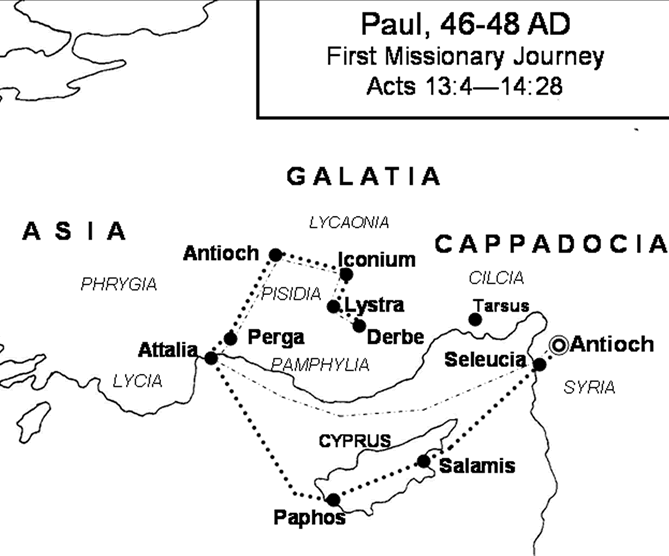 Paul, 46-48 AD
First Missionary Journey
Acts 13:4—14:28
GALATIA
LYCAONIA
ASIA
CAPPADOCIA
Antioch
Iconium
PHRYGIA
CILCIA
PISIDIA
Lystra
Tarsus
Perga
Derbe
Antioch
Attalia
PAMPHYLIA
Seleucia
LYCIA
SYRIA
CYPRUS
Salamis
Paphos